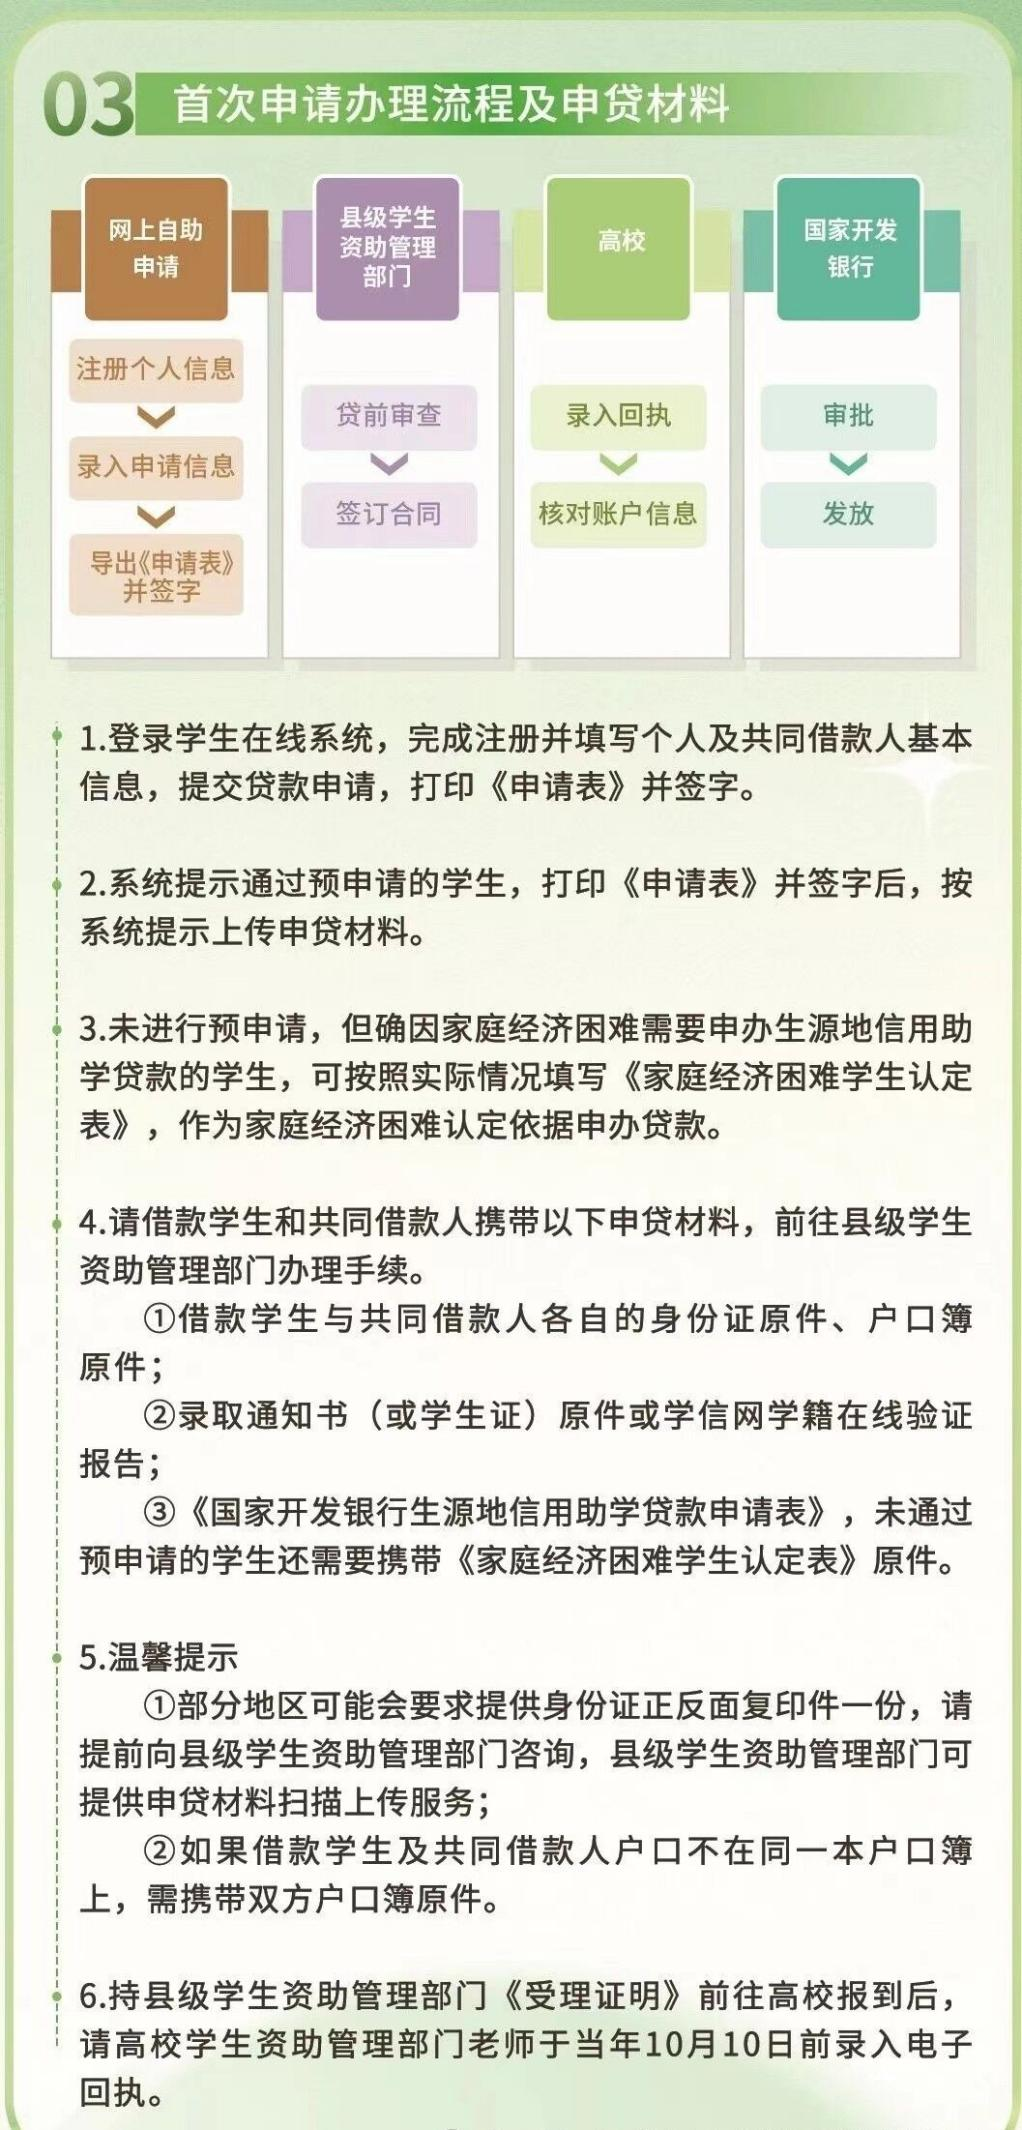 03 首次申请办理流程及申贷材料
网上自助
申请
注册个人信息
录入申请信息
导出《申请表》
并签字
县级学生
资助管理
部门
贷前审查
签订合同
高校
录入回执
核对账户信息
国家开发
银行
审批
发放
1.登录学生在线系统，完成注册并填写个人及共同借款人基本
信息，提交贷款申请，打印《申请表》并签字。
2.系统提示通过预申请的学生，打印《申请表》并签字后，按
系统提示上传申贷材料。
3.未进行预申请，但确因家庭经济困难需要申办生源地信用助
学贷款的学生，可按照实际情况填写《家庭经济困难学生认定
表》，作为家庭经济困难认定依据申办贷款。
4.请借款学生和共同借款人携带以下申贷材料，前往县级学生
资助管理部门办理手续。
①借款学生与共同借款人各自的身份证原件、户口簿
原件；
②录取通知书（或学生证）原件或学信网学籍在线验证
报告；
③《国家开发银行生源地信用助学贷款申请表》，未通过
预申请的学生还需要携带《家庭经济困难学生认定表》原件。
5.温馨提示
①部分地区可能会要求提供身份证正反面复印件一份，请
提前向县级学生资助管理部门咨询，县级学生资助管理部门可
提供申贷材料扫描上传服务；
②如果借款学生及共同借款人户口不在同一本户口簿
上，需携带双方户口簿原件。
6.持县级学生资助管理部门《受理证明》前往高校报到后，
请高校学生资助管理部门老师于当年10月10日前录入电子
回执。